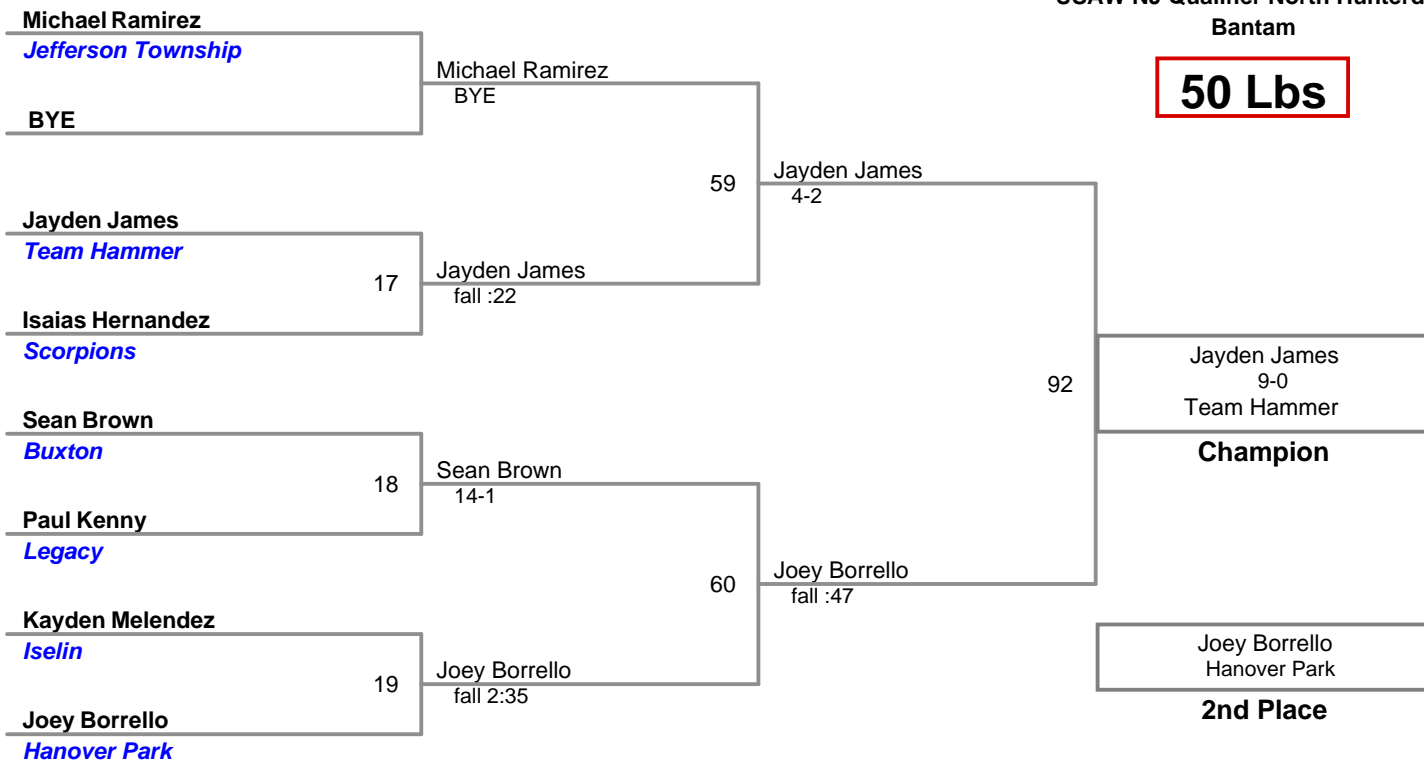 Bantam
50 Lbs
Michael Ramirez
Jefferson Township
BYE
Jayden James
Team Hammer
Isaias Hernandez
Scorpions
Sean Brown
Buxton
Paul Kenny
Legacy
Kayden Melendez
Iselin
Joey Borrello
Hanover Park
Michael Ramirez
BYE
17
Jayden James
fall :22
18
Sean Brown
14-1
19
Joey Borrello
fall 2:35
59
Jayden James
4-2
60
Joey Borrello
fall :47
92
Jayden James
9-0
Team Hammer
Champion
Joey Borrello
Hanover Park
2nd Place